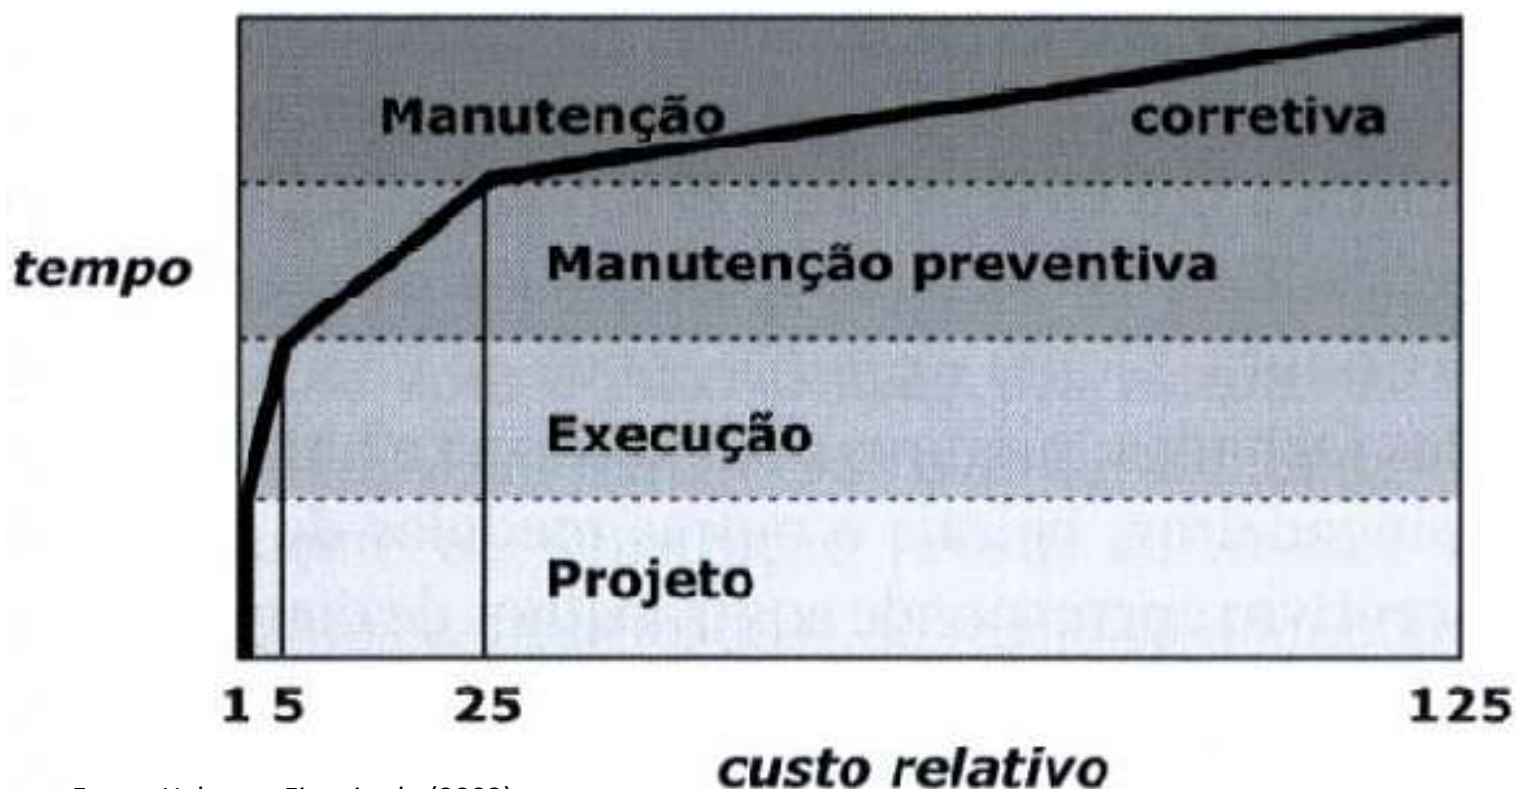 Manutenção corretiva
tempo
Manutenção preventiva
Execução
Projeto
1 5 25 125
custo relativo